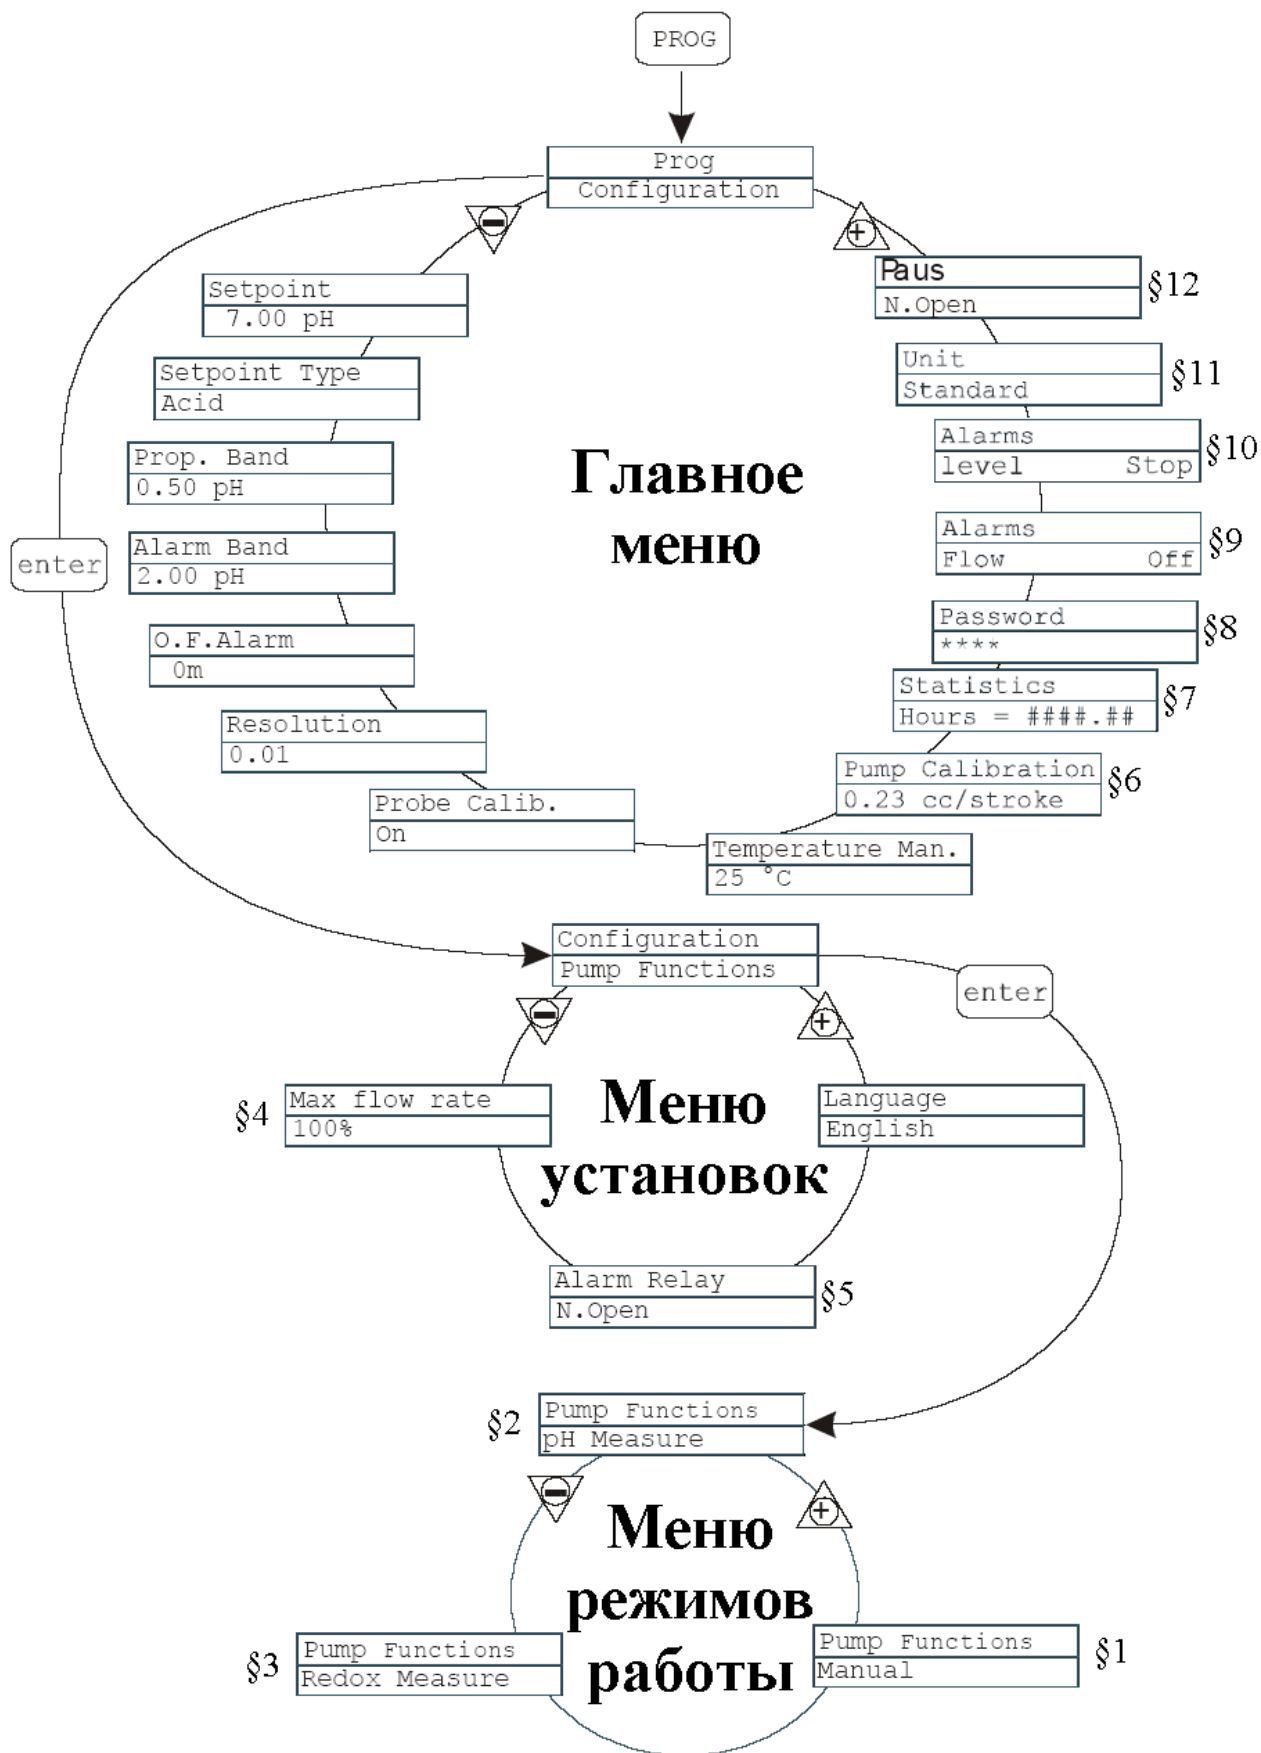 PROG
Prog
Configuration
Setpoint
7.00 pH
Setpoint Type
Acid
Prop. Band
0.50 pH
Alarm Band
2.00 pH
O.F.Alarm
0m
Resolution
0.01
Probe Calib.
On
Temperature Man.
25 °C
Pump Calibration
0.23 cc/stroke
§6
Statistics
Hours = ####.##
§7
Password
****
§8
Alarms
Flow Off
§9
Alarms
level Stop
§10
Unit
Standard
§11
Paus
N.Open
§12
Главное
меню
enter
Configuration
Pump Functions
enter
Max flow rate
100%
§4
Меню
установок
Language
English
Alarm Relay
N.Open
§5
§2
Pump Functions
pH Measure
Меню
режимов
работы
§3
Pump Functions
Redox Measure
Pump Functions
Manual
§1